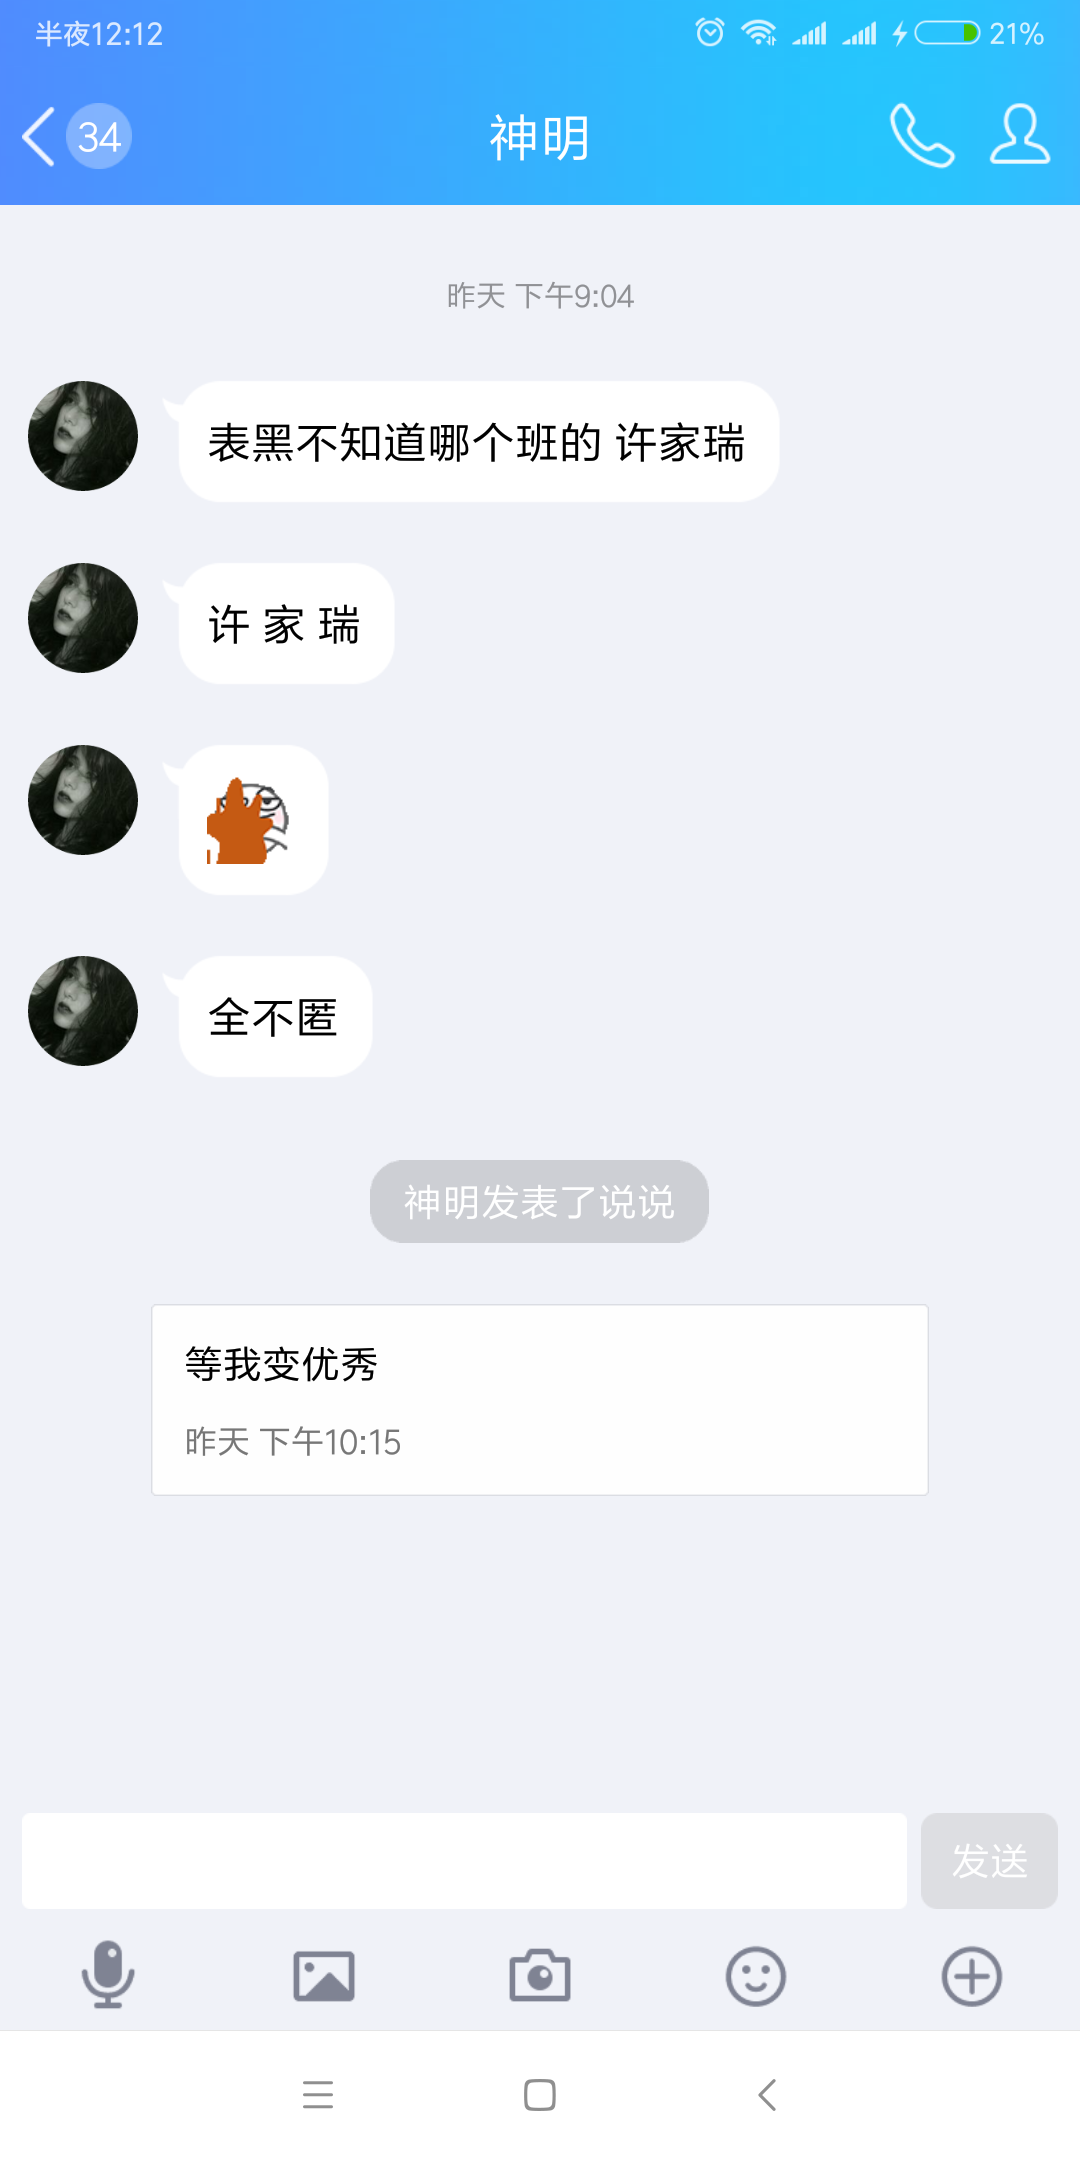 半夜12:12
21%
34
神明
昨天 下午9:04
表黑不知道哪个班的 许家瑞
许 家 瑞
全不匿
神明发表了说说
等我变优秀
昨天 下午10:15
发送